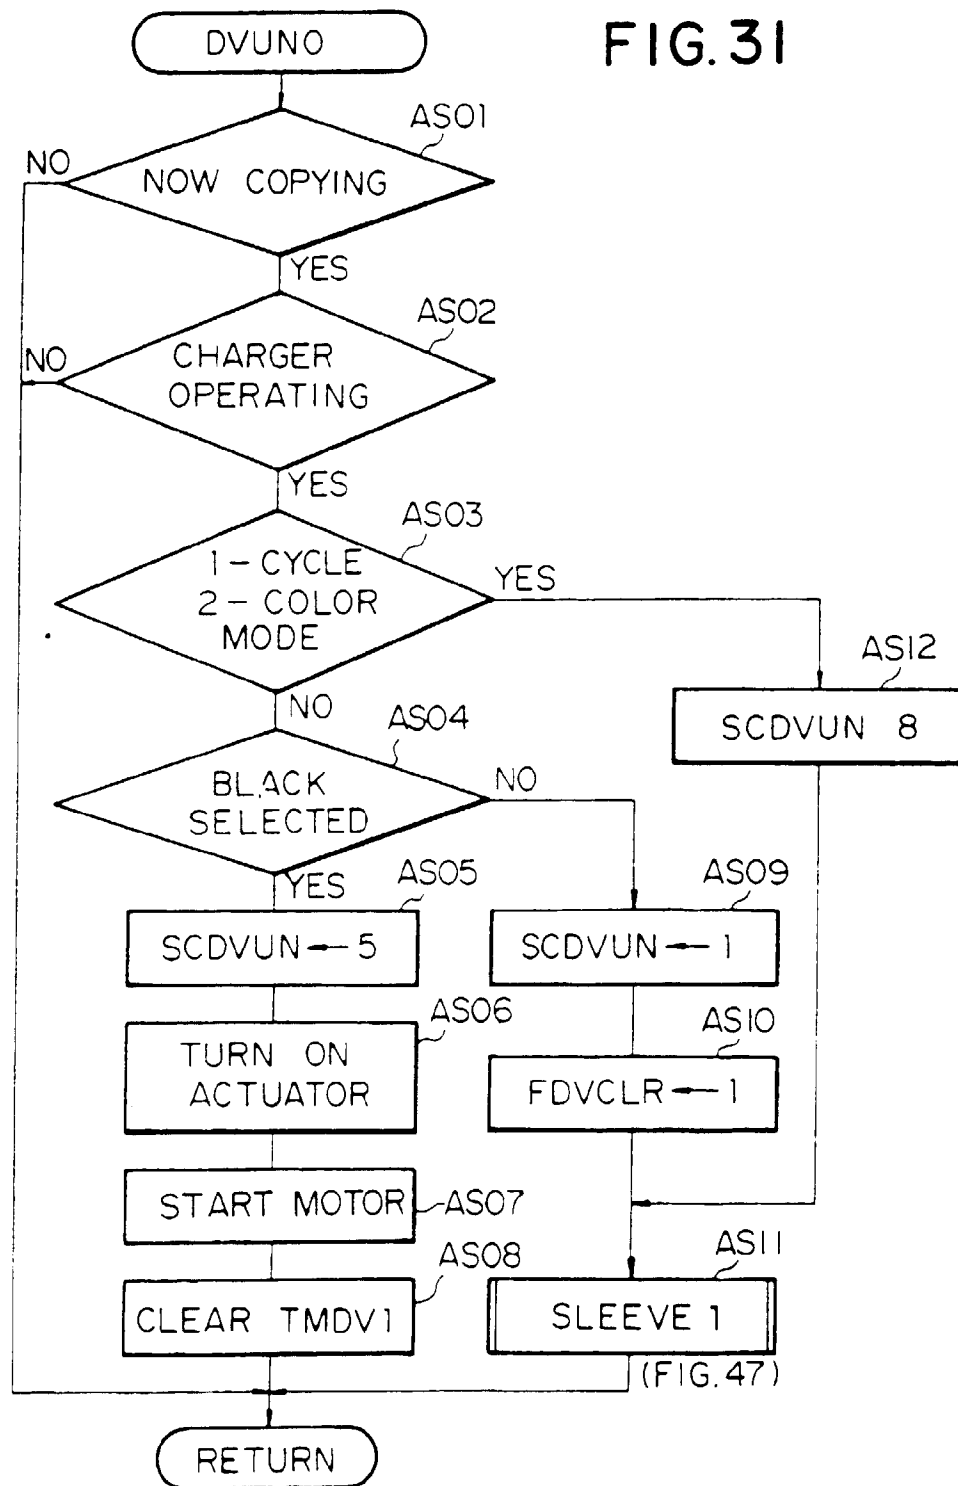 FIG. 31
DVUN0
AS01
NO
NOW COPYING
YES
AS02
NO
CHARGER
OPERATING
YES
AS03
1 - CYCLE
2 - COLOR
MODE
YES
AS12
SCDVUN 8
NO
AS04
BLACK
SELECTED
NO
YES
AS05
SCDVUN ← 5
AS09
SCDVUN ← 1
AS06
TURN ON
ACTUATOR
AS10
FDVCLR ← 1
START MOTOR
AS07
AS08
CLEAR TMDV1
AS11
SLEEVE 1
(FIG. 47)
RETURN